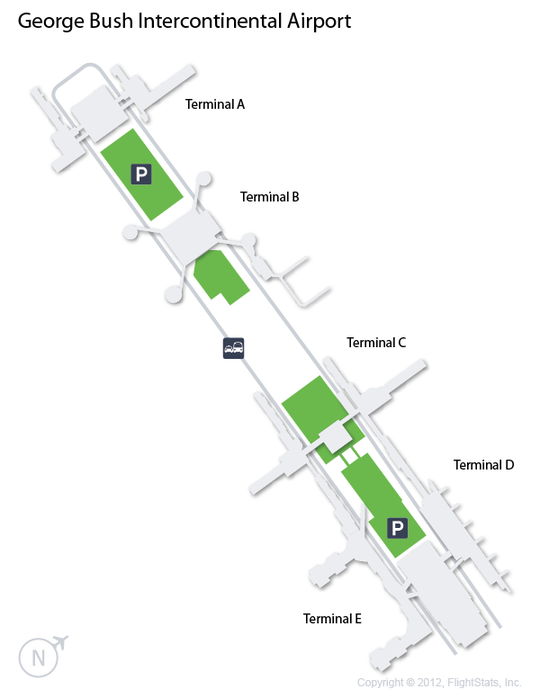 George Bush Intercontinental Airport
Terminal A
P
Terminal B
Terminal C
Terminal D
P
Terminal E
N
Copyright © 2012, FlightStats, Inc.